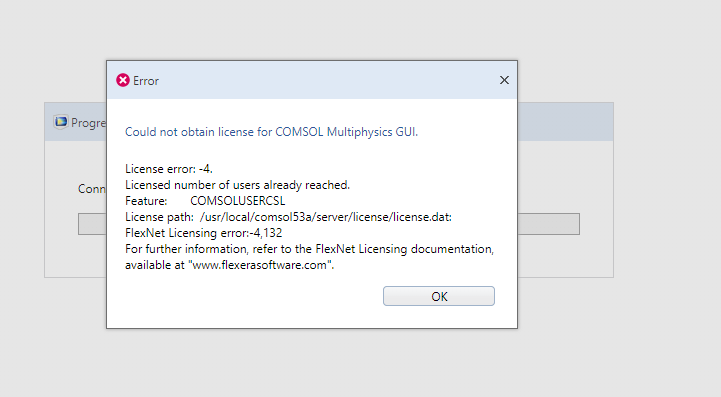 Error
Progre
Could not obtain license for COMSOL Multiphysics GUI.
Conn
License error: -4.
Licensed number of users already reached.
Feature: COMSOLUSERCSL
License path: /usr/local/comsol53a/server/license/license.dat:
FlexNet Licensing error:-4,132
For further information, refer to the FlexNet Licensing documentation,
available at "www.flexerasoftware.com".
OK